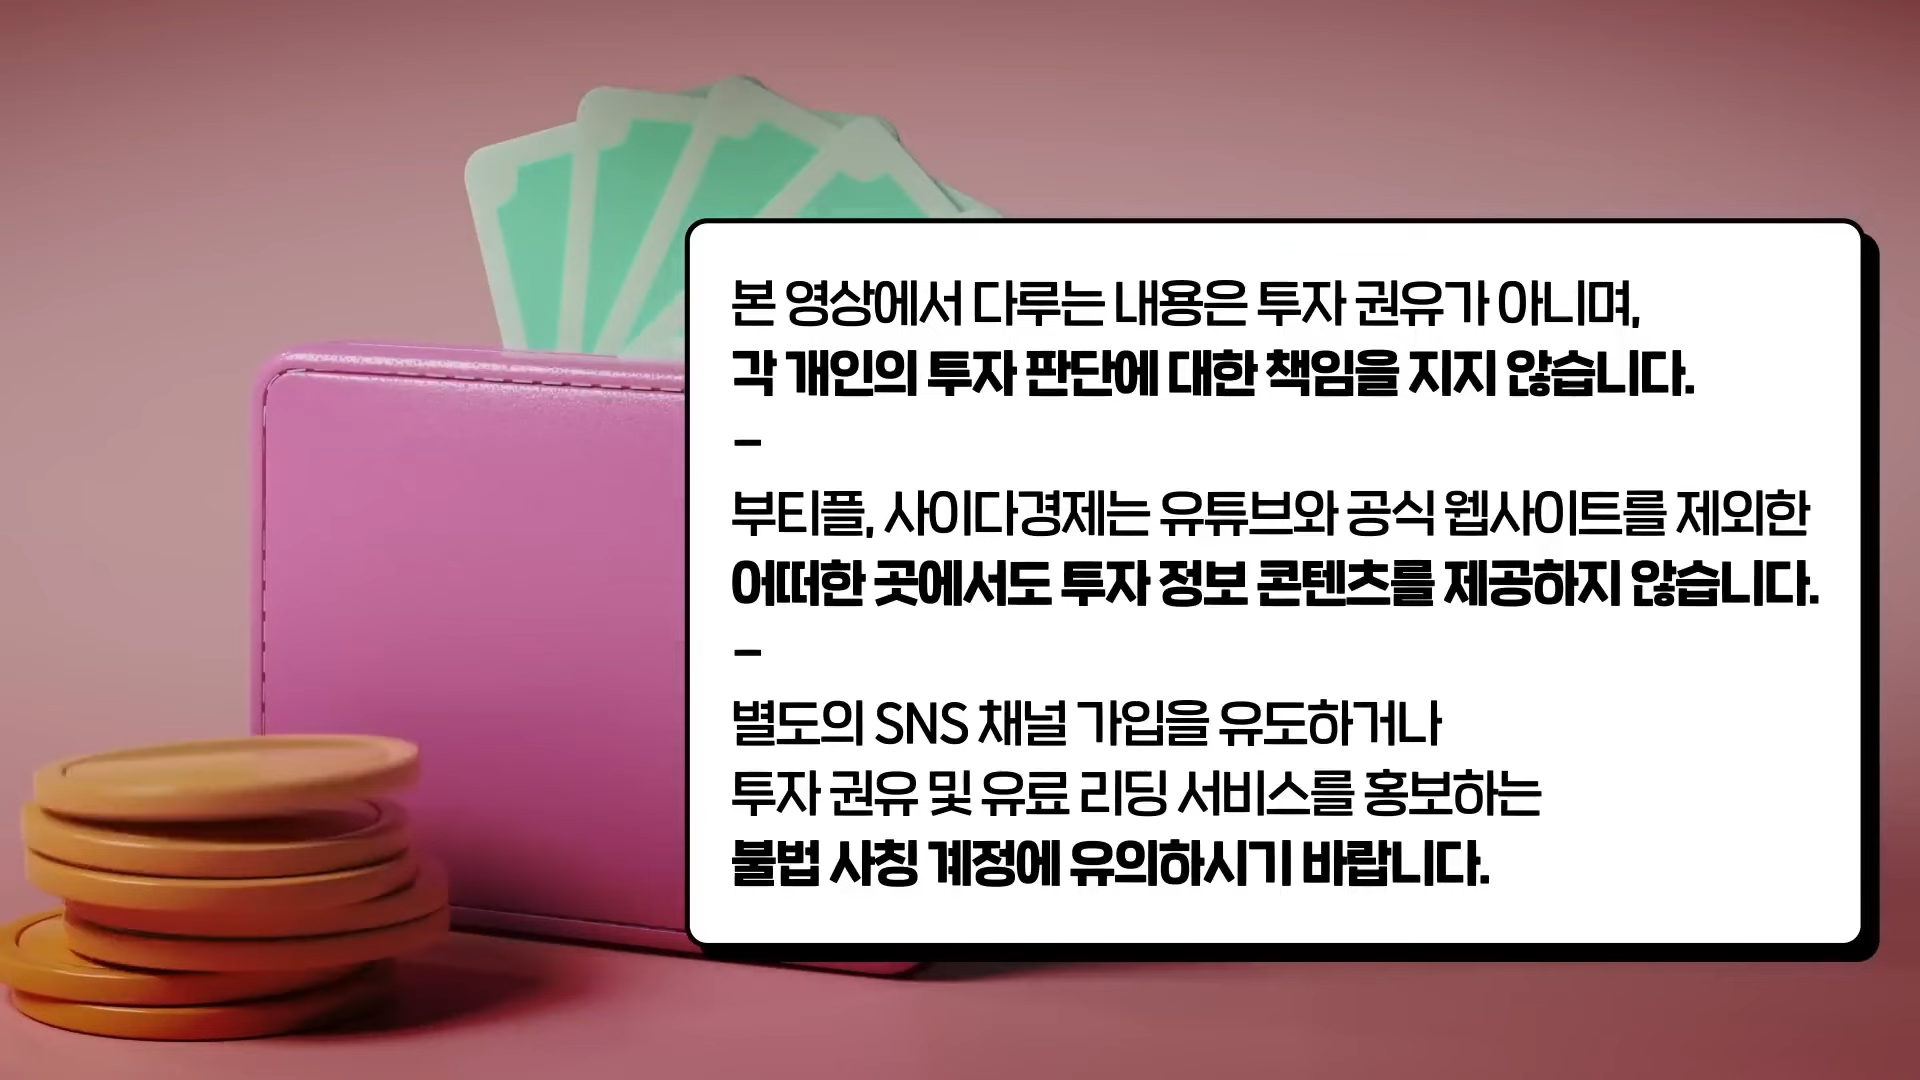 본 영상에서 다루는 내용은 투자 권유가 아니며,
각 개인의 투자 판단에 대한 책임을 지지 않습니다.
–
부티플, 사이다경제는 유튜브와 공식 웹사이트를 제외한
어떠한 곳에서도 투자 정보 콘텐츠를 제공하지 않습니다.
–
별도의 SNS 채널 가입을 유도하거나
투자 권유 및 유료 리딩 서비스를 홍보하는
불법 사칭 계정에 유의하시기 바랍니다.